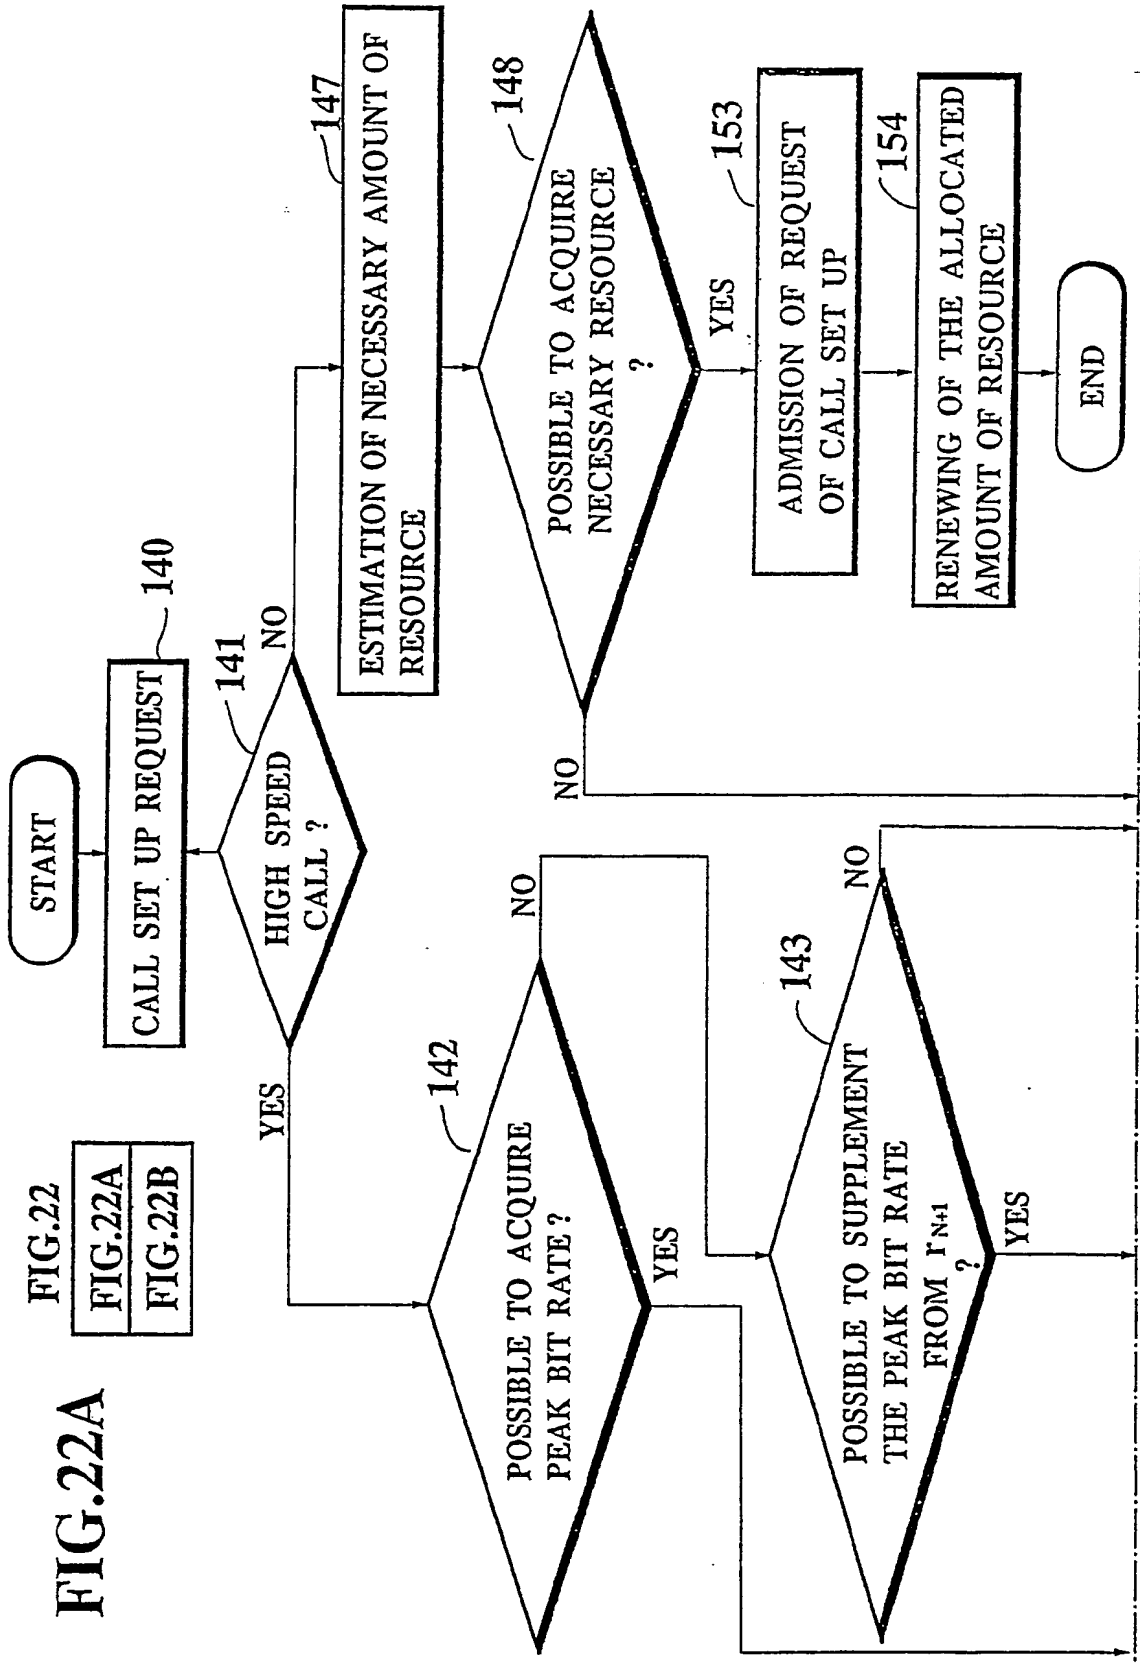 FIG.22A
FIG.22
FIG.22A
FIG.22B
START
CALL SET UP REQUEST
140
HIGH SPEED
CALL ?
141
YES
NO
POSSIBLE TO ACQUIRE
PEAK BIT RATE?
142
NO
YES
POSSIBLE TO SUPPLEMENT
THE PEAK BIT RATE
FROM rN+1
?
143
NO
YES
ESTIMATION OF NECESSARY AMOUNT OF
RESOURCE
147
POSSIBLE TO ACQUIRE
NECESSARY RESOURCE
?
148
NO
YES
ADMISSION OF REQUEST
OF CALL SET UP
153
RENEWING OF THE ALLOCATED
AMOUNT OF RESOURCE
154
END